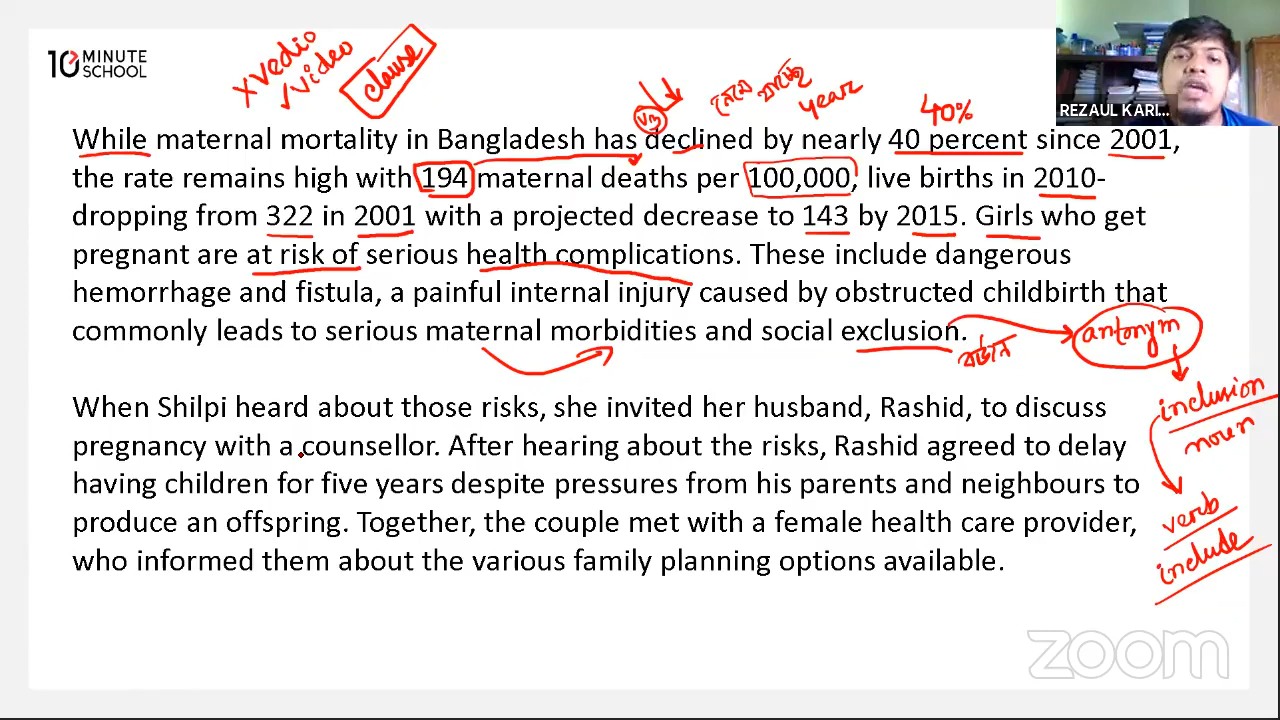 10 MINUTE
SCHOOL
xvedio
√video
clause
V3
year
40%
REZAUL KARI...
While maternal mortality in Bangladesh has declined by nearly 40 percent since 2001,
the rate remains high with 194 maternal deaths per 100,000, live births in 2010-
dropping from 322 in 2001 with a projected decrease to 143 by 2015. Girls who get
pregnant are at risk of serious health complications. These include dangerous
hemorrhage and fistula, a painful internal injury caused by obstructed childbirth that
commonly leads to serious maternal morbidities and social exclusion.
বর্জন
antonym
inclusion
noun
verb
include
When Shilpi heard about those risks, she invited her husband, Rashid, to discuss
pregnancy with a counsellor. After hearing about the risks, Rashid agreed to delay
having children for five years despite pressures from his parents and neighbours to
produce an offspring. Together, the couple met with a female health care provider,
who informed them about the various family planning options available.
zoom